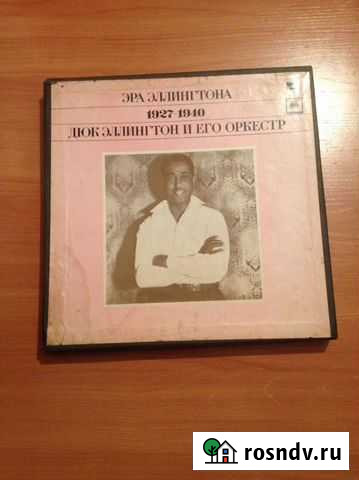 ЭРА ЭЛЛИНГТОНА
1927-1940
ДЮК ЭЛЛИНГТОН И ЕГО ОРКЕСТР
rosndv.ru